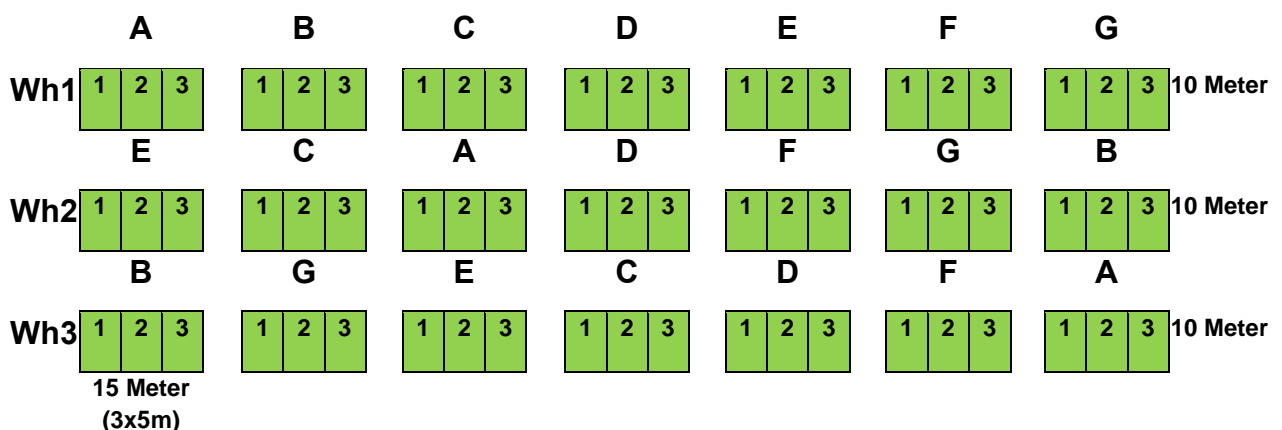 A B C D E F G
Wh1 1 2 3 1 2 3 1 2 3 1 2 3 1 2 3 1 2 3 1 2 3 10 Meter
E C A D F G B
Wh2 1 2 3 1 2 3 1 2 3 1 2 3 1 2 3 1 2 3 1 2 3 10 Meter
B G E C D F A
Wh3 1 2 3 1 2 3 1 2 3 1 2 3 1 2 3 1 2 3 1 2 3 10 Meter
15 Meter
(3x5m)